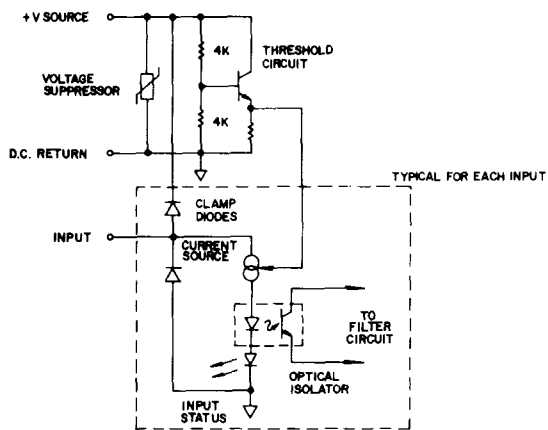 +V SOURCE
4K
THRESHOLD
CIRCUIT
VOLTAGE
SUPPRESSOR
4K
D.C. RETURN
TYPICAL FOR EACH INPUT
CLAMP
DIODES
INPUT
CURRENT
SOURCE
TO
FILTER
CIRCUIT
OPTICAL
ISOLATOR
INPUT
STATUS